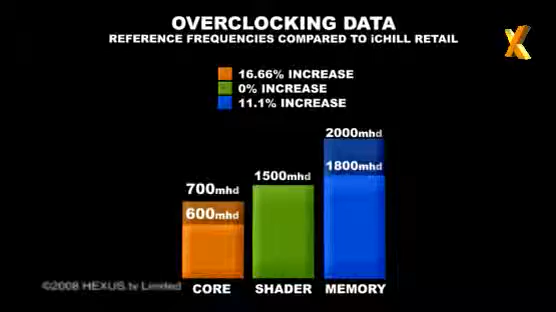 OVERCLOCKING DATA
REFERENCE FREQUENCIES COMPARED TO iCHILL RETAIL
X
16.66% INCREASE
0% INCREASE
11.1% INCREASE
2000mhd
1800mhd
1500mhd
700mhd
600mhd
©2008 HEXUS.tv Limited
CORE SHADER MEMORY